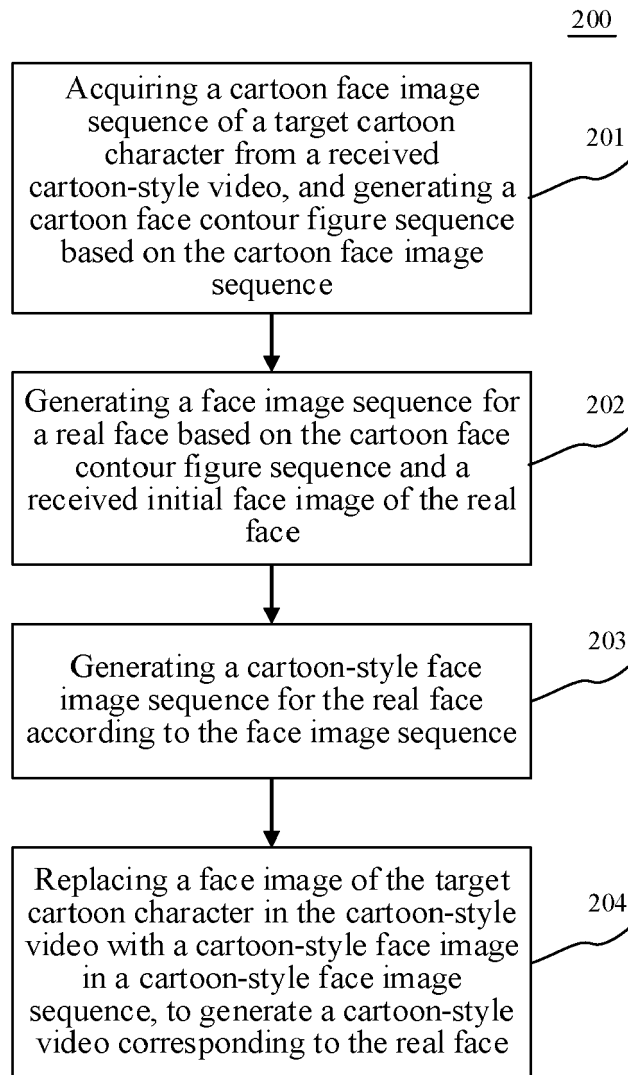 200
Acquiring a cartoon face image
sequence of a target cartoon
character from a received
cartoon-style video, and generating a
cartoon face contour figure sequence
based on the cartoon face image
sequence
201
Generating a face image sequence for
a real face based on the cartoon face
contour figure sequence and a
received initial face image of the real
face
202
Generating a cartoon-style face
image sequence for the real face
according to the face image sequence
203
Replacing a face image of the target
cartoon character in the cartoon-style
video with a cartoon-style face image
in a cartoon-style face image
sequence, to generate a cartoon-style
video corresponding to the real face
204